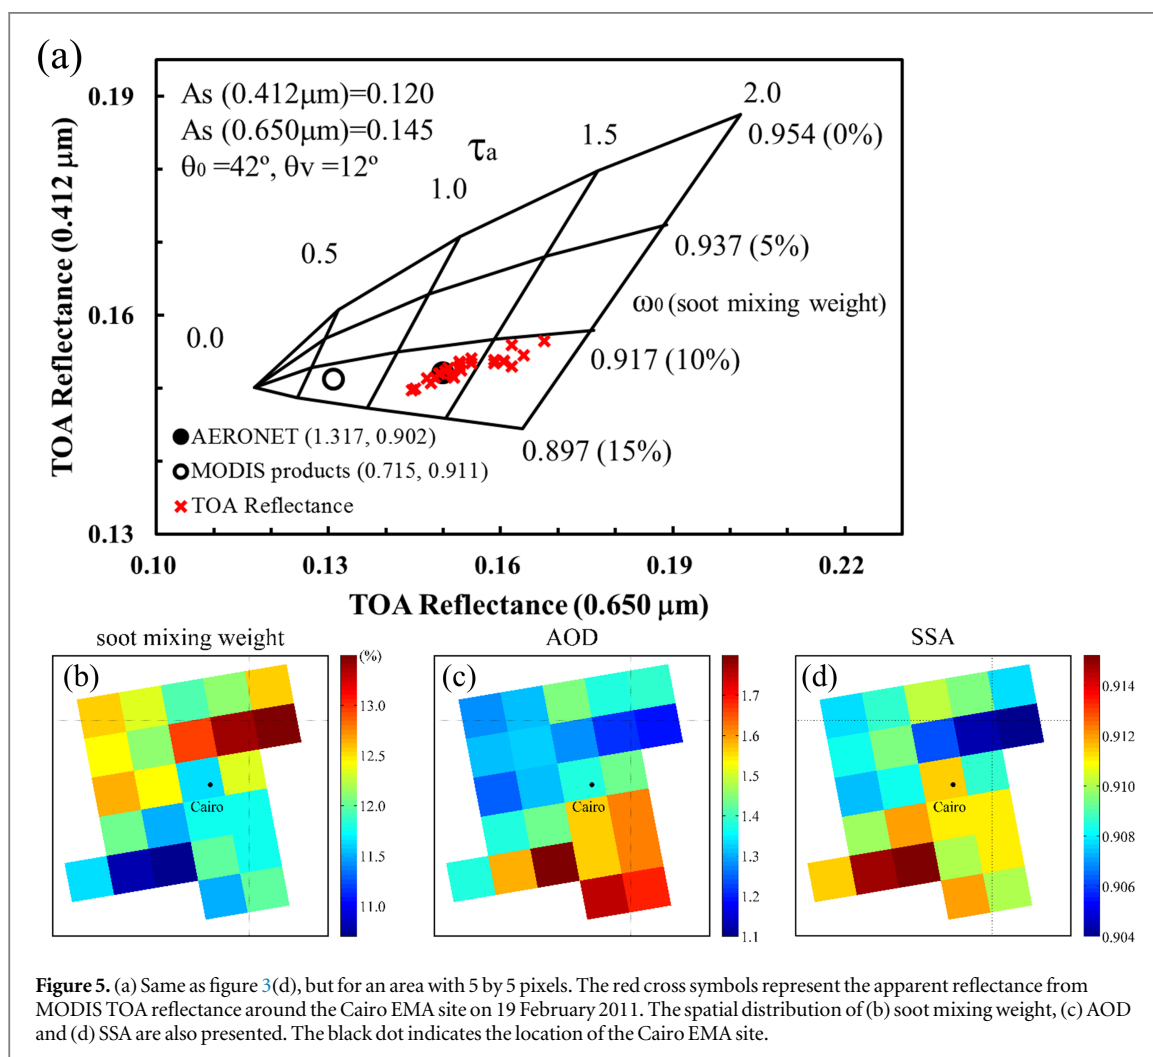 (a)
0.19
0.16
0.13
TOA Reflectance (0.412 μm)
As (0.412μm)=0.120
As (0.650μm)=0.145
θ0 =42º, θv =12º
τa
0.0
0.5
1.0
1.5
2.0
0.954 (0%)
0.937 (5%)
ω0 (soot mixing weight)
0.917 (10%)
0.897 (15%)
AERONET (1.317, 0.902)
MODIS products (0.715, 0.911)
TOA Reflectance
0.10 0.13 0.16 0.19 0.22
TOA Reflectance (0.650 μm)
soot mixing weight
(b)
Cairo
(%)
13.0
12.5
12.0
11.5
11.0
AOD
(c)
Cairo
1.7
1.6
1.5
1.4
1.3
1.2
1.1
SSA
(d)
Cairo
0.914
0.912
0.910
0.908
0.906
0.904
Figure 5. (a) Same as figure 3(d), but for an area with 5 by 5 pixels. The red cross symbols represent the apparent reflectance from
MODIS TOA reflectance around the Cairo EMA site on 19 February 2011. The spatial distribution of (b) soot mixing weight, (c) AOD
and (d) SSA are also presented. The black dot indicates the location of the Cairo EMA site.